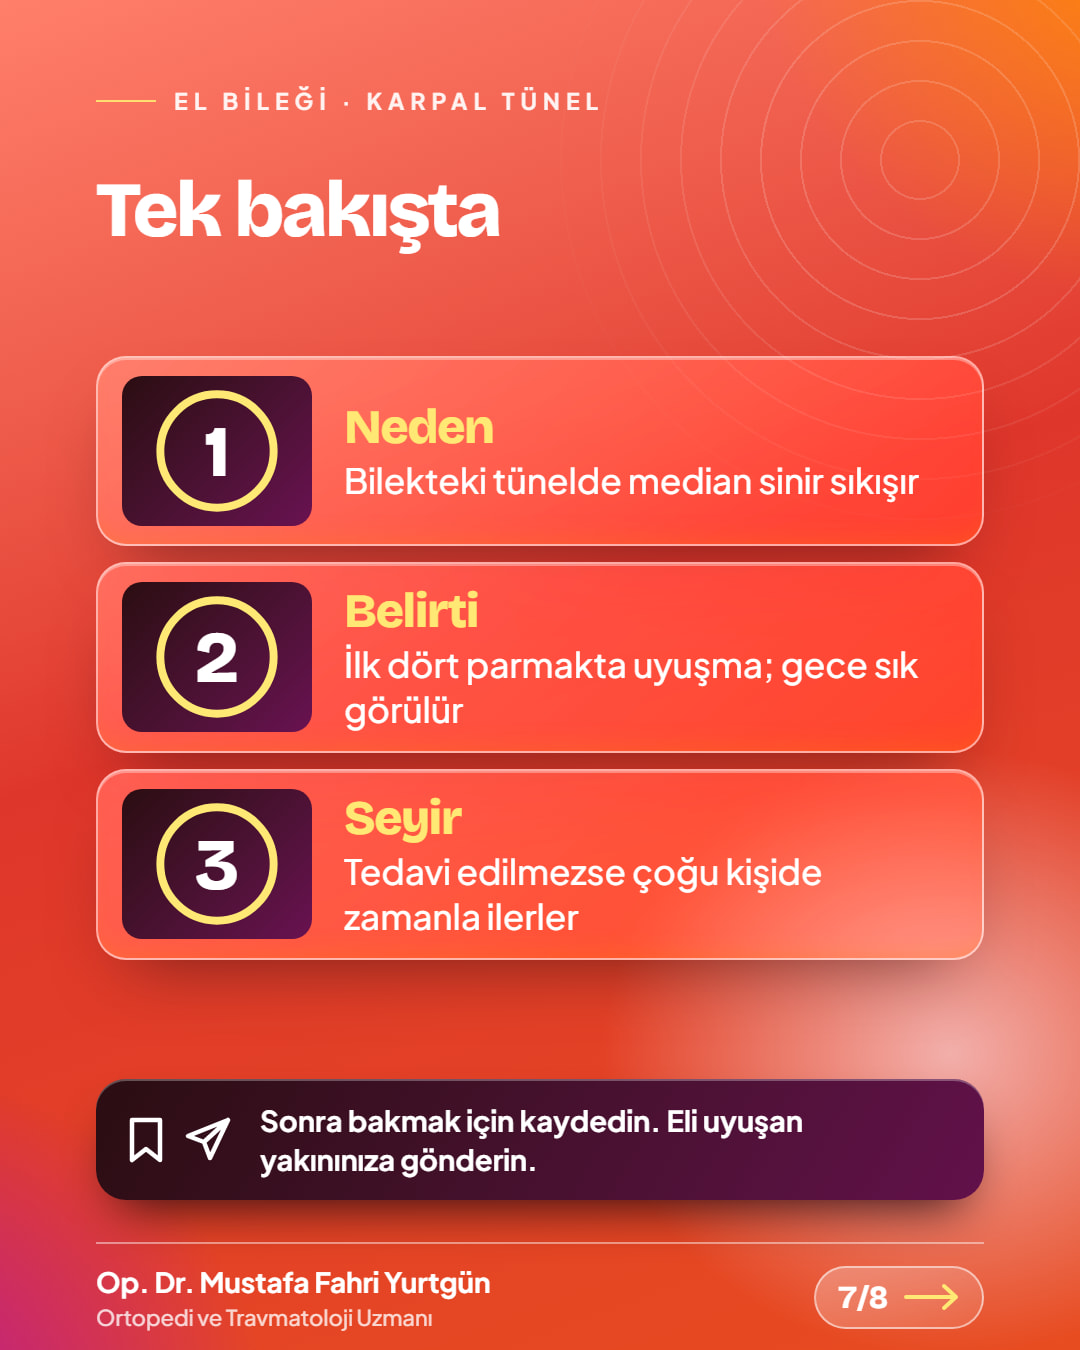 EL BİLEĞİ · KARPAL TÜNEL
Tek bakışta
1
Neden
Bilekteki tünelde median sinir sıkışır
2
Belirti
İlk dört parmakta uyuşma; gece sık
görülür
3
Seyir
Tedavi edilmezse çoğu kişide
zamanla ilerler
Sonra bakmak için kaydedin. Eli uyuşan
yakınınıza gönderin.
Op. Dr. Mustafa Fahri Yurtgün
Ortopedi ve Travmatoloji Uzmanı
7/8